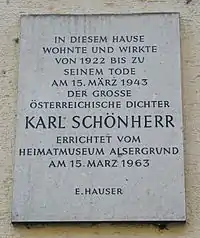 IN DIESEM HAUSE
WOHNTE UND WIRKTE
VON 1922 BIS ZU
SEINEM TODE
AM 15. MÄRZ 1943
DER GROSSE
ÖSTERREICHISCHE DICHTER
KARL SCHÖNHERR
ERRICHTET VOM
HEIMATMUSEUM ALSERGRUND
AM 15. MÄRZ 1963
E. HAUSER